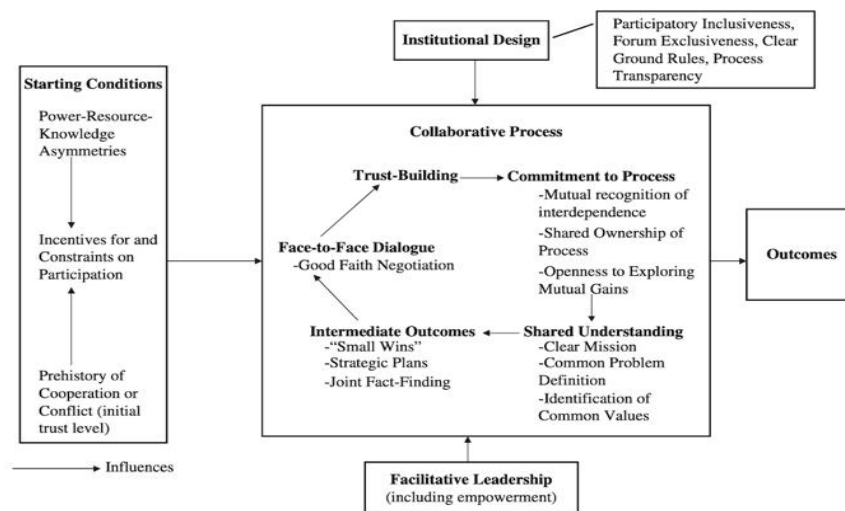 Institutional Design
Participatory Inclusiveness,
Forum Exclusiveness, Clear
Ground Rules, Process
Transparency
Starting Conditions
Power-Resource-
Knowledge
Asymmetries
Incentives for and
Constraints on
Participation
Prehistory of
Cooperation or
Conflict (initial
trust level)
Influences
Collaborative Process
Trust-Building
Commitment to Process
-Mutual recognition of
interdependence
-Shared Ownership of
Process
-Openness to Exploring
Mutual Gains
Face-to-Face Dialogue
-Good Faith Negotiation
Intermediate Outcomes
-“Small Wins”
-Strategic Plans
-Joint Fact-Finding
Shared Understanding
-Clear Mission
-Common Problem
Definition
-Identification of
Common Values
Outcomes
Facilitative Leadership
(including empowerment)